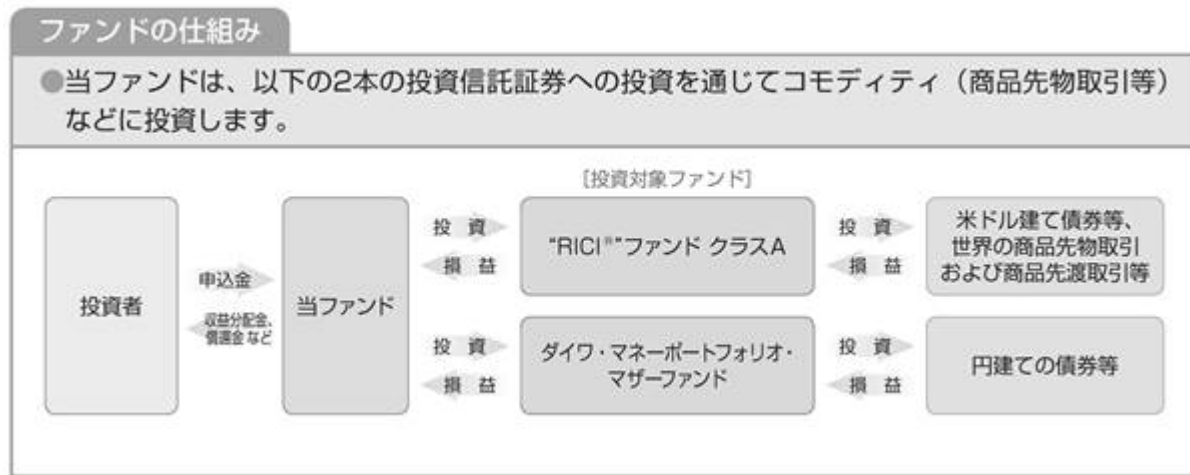 ファンドの仕組み
●当ファンドは、以下の2本の投資信託証券への投資を通じてコモディティ（商品先物取引等）
などに投資します。
［投資対象ファンド］
投資者
申込金
収益分配金、
償還金 など
当ファンド
投 資
損 益
"RICI®"ファンド クラスA
投 資
損 益
米ドル建て債券等、
世界の商品先物取引
および商品先渡取引等
投 資
損 益
ダイワ・マネーポートフォリオ・
マザーファンド
投 資
損 益
円建ての債券等